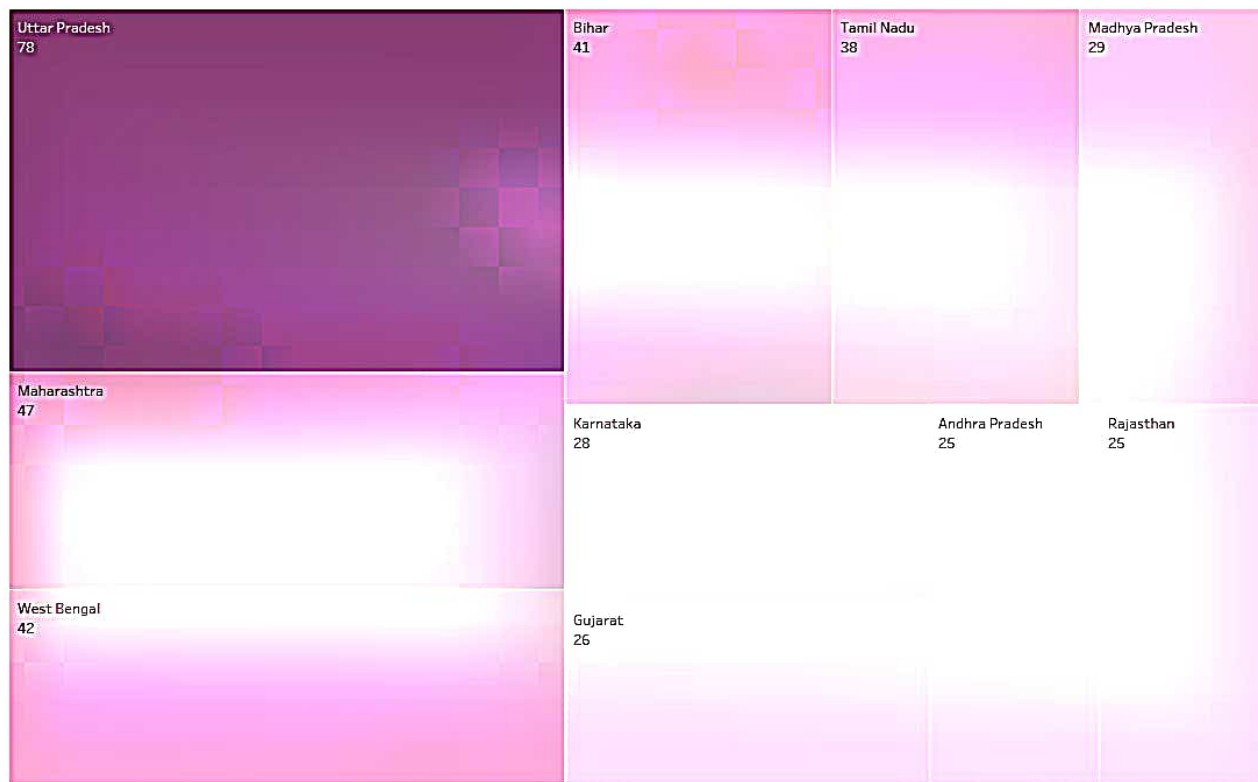 Uttar Pradesh
78
Bihar
41
Tamil Nadu
38
Madhya Pradesh
29
Maharashtra
47
Karnataka
28
Andhra Pradesh
25
Rajasthan
25
West Bengal
42
Gujarat
26